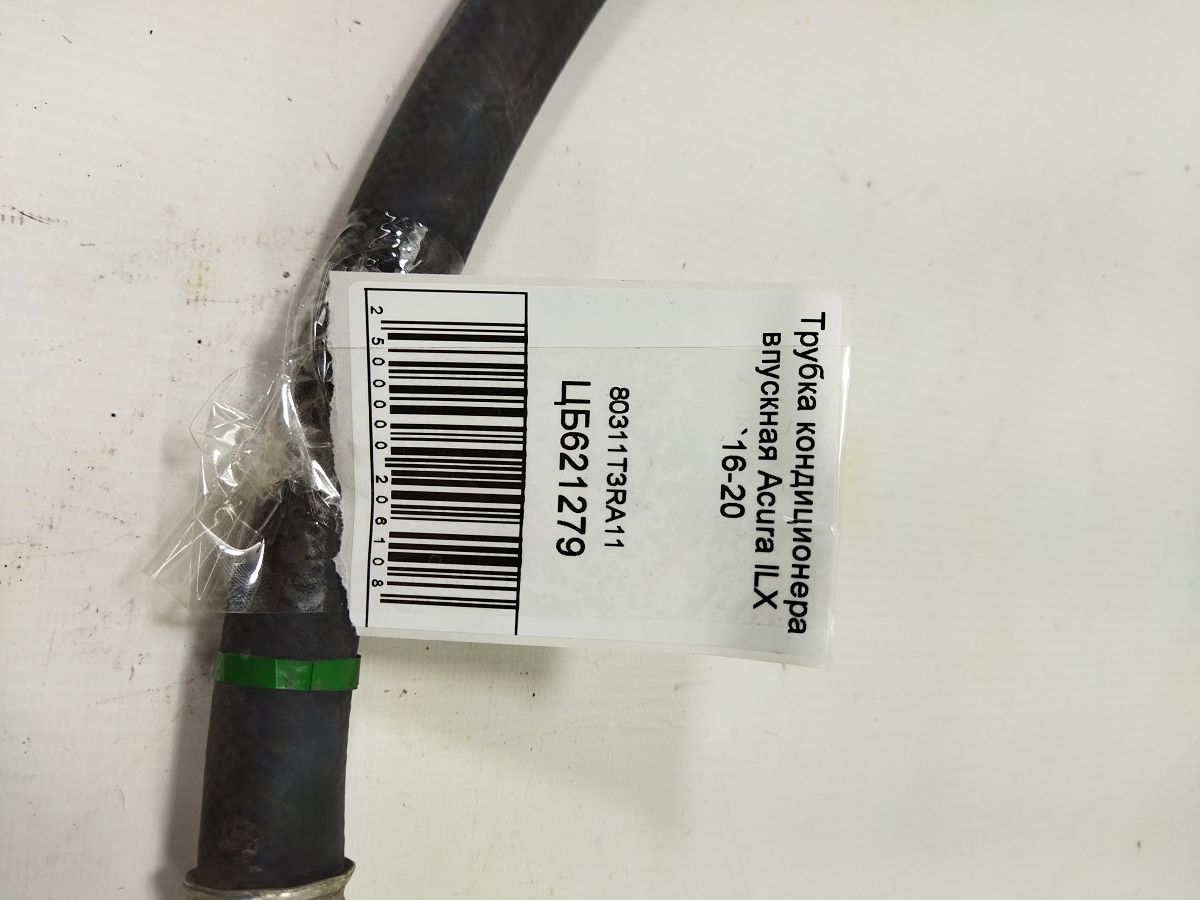 Трубка кондиционера
впускная Acura ILX
`16-20
80311T3RA11
ЦБ621279
2500000206108